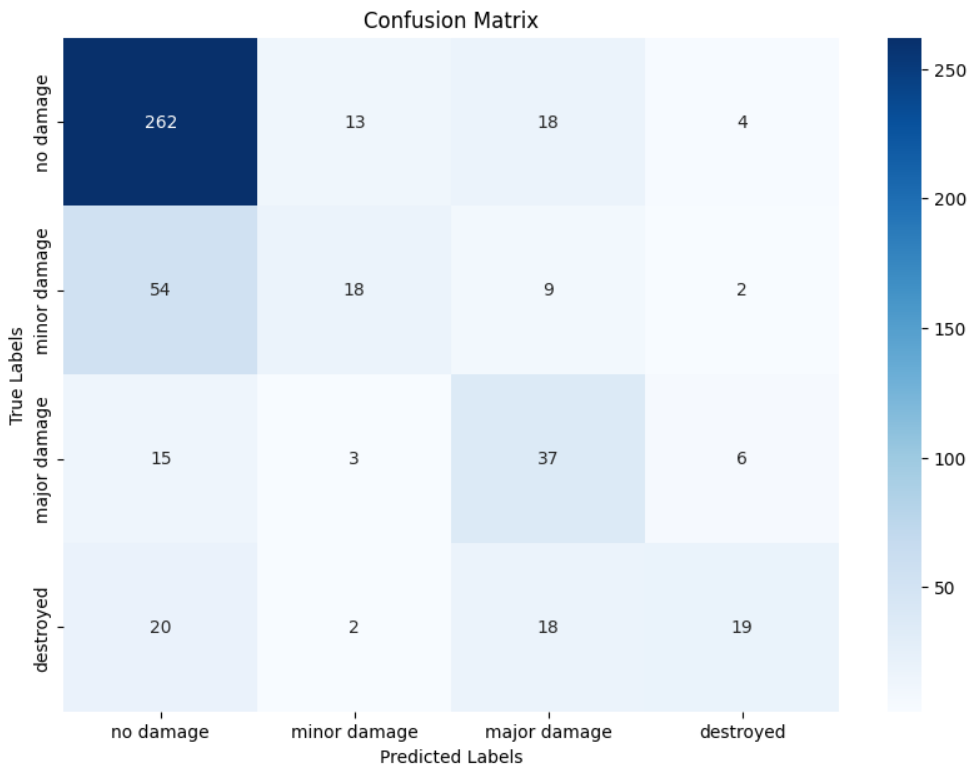 Confusion Matrix
True Labels
no damage
262
13
18
4
minor damage
54
18
9
2
major damage
15
3
37
6
destroyed
20
2
18
19
no damage
minor damage
major damage
destroyed
Predicted Labels
250
200
150
100
50